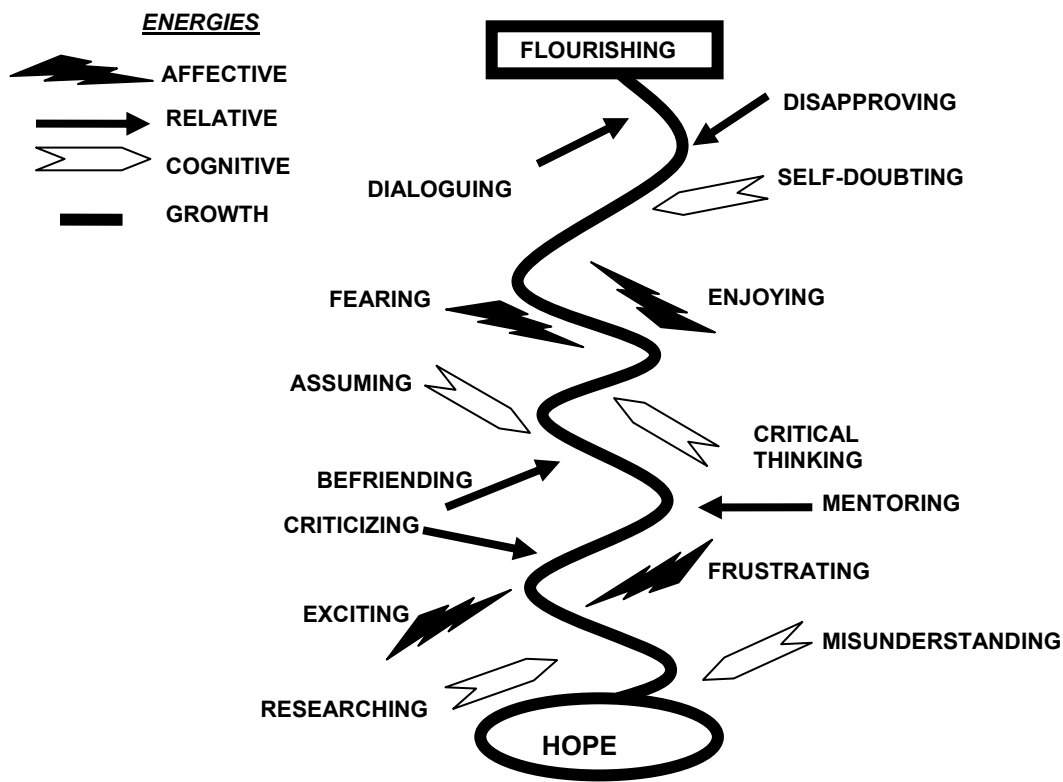 ENERGIES
AFFECTIVE
RELATIVE
COGNITIVE
GROWTH
FLOURISHING
DISAPPROVING
DIALOGUING
SELF-DOUBTING
FEARING
ENJOYING
ASSUMING
CRITICAL
THINKING
BEFRIENDING
MENTORING
CRITICIZING
FRUSTRATING
EXCITING
MISUNDERSTANDING
RESEARCHING
HOPE